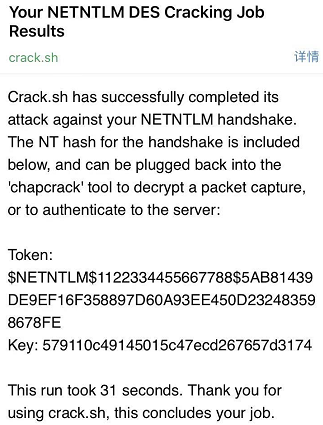 Your NETNTLM DES Cracking Job
Results
crack.sh
详情
Crack.sh has successfully completed its
attack against your NETNTLM handshake.
The NT hash for the handshake is included
below, and can be plugged back into the
'chapcrack' tool to decrypt a packet capture,
or to authenticate to the server:
Token:
$NETNTLM$1122334455667788$5AB81439
DE9EF16F358897D60A93EE450D23248359
8678FE
Key: 579110c49145015c47ecd267657d3174
This run took 31 seconds. Thank you for
using crack.sh, this concludes your job.